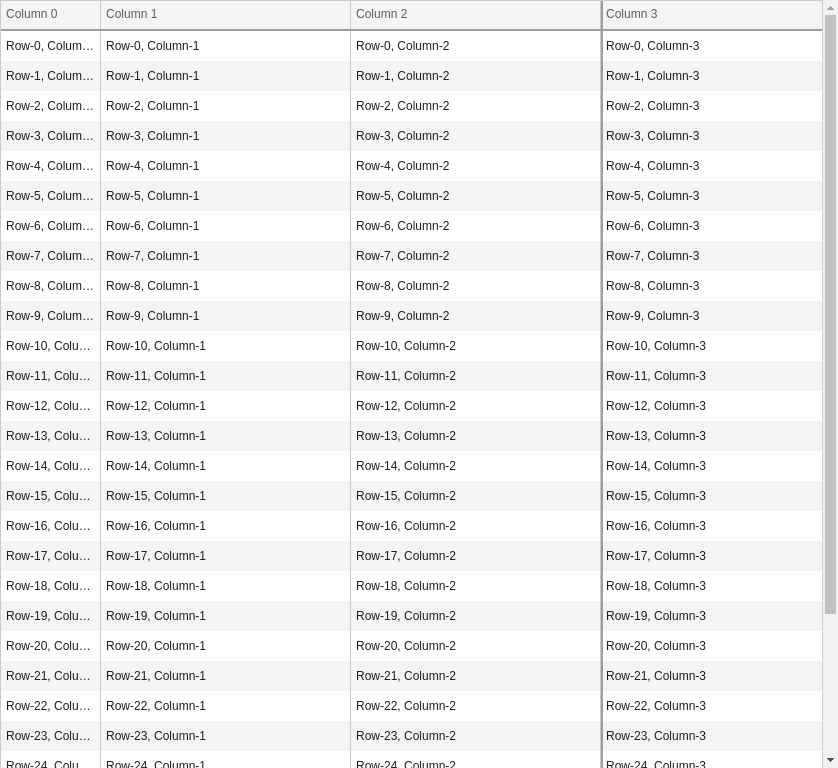 Column 0 Column 1 Column 2 Column 3
Row-0, Colum… Row-0, Column-1 Row-0, Column-2 Row-0, Column-3
Row-1, Colum… Row-1, Column-1 Row-1, Column-2 Row-1, Column-3
Row-2, Colum… Row-2, Column-1 Row-2, Column-2 Row-2, Column-3
Row-3, Colum… Row-3, Column-1 Row-3, Column-2 Row-3, Column-3
Row-4, Colum… Row-4, Column-1 Row-4, Column-2 Row-4, Column-3
Row-5, Colum… Row-5, Column-1 Row-5, Column-2 Row-5, Column-3
Row-6, Colum… Row-6, Column-1 Row-6, Column-2 Row-6, Column-3
Row-7, Colum… Row-7, Column-1 Row-7, Column-2 Row-7, Column-3
Row-8, Colum… Row-8, Column-1 Row-8, Column-2 Row-8, Column-3
Row-9, Colum… Row-9, Column-1 Row-9, Column-2 Row-9, Column-3
Row-10, Colu… Row-10, Column-1 Row-10, Column-2 Row-10, Column-3
Row-11, Colu… Row-11, Column-1 Row-11, Column-2 Row-11, Column-3
Row-12, Colu… Row-12, Column-1 Row-12, Column-2 Row-12, Column-3
Row-13, Colu… Row-13, Column-1 Row-13, Column-2 Row-13, Column-3
Row-14, Colu… Row-14, Column-1 Row-14, Column-2 Row-14, Column-3
Row-15, Colu… Row-15, Column-1 Row-15, Column-2 Row-15, Column-3
Row-16, Colu… Row-16, Column-1 Row-16, Column-2 Row-16, Column-3
Row-17, Colu… Row-17, Column-1 Row-17, Column-2 Row-17, Column-3
Row-18, Colu… Row-18, Column-1 Row-18, Column-2 Row-18, Column-3
Row-19, Colu… Row-19, Column-1 Row-19, Column-2 Row-19, Column-3
Row-20, Colu… Row-20, Column-1 Row-20, Column-2 Row-20, Column-3
Row-21, Colu… Row-21, Column-1 Row-21, Column-2 Row-21, Column-3
Row-22, Colu… Row-22, Column-1 Row-22, Column-2 Row-22, Column-3
Row-23, Colu… Row-23, Column-1 Row-23, Column-2 Row-23, Column-3
Row-24, Colu… Row-24, Column-1 Row-24, Column-2 Row-24, Column-3